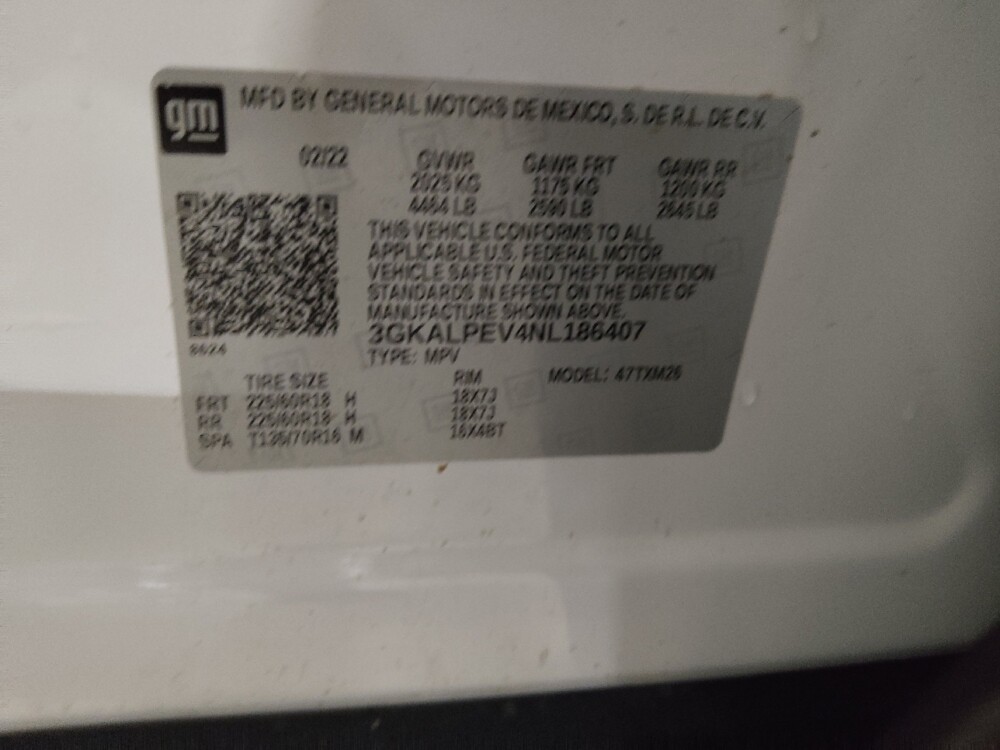 gm
MFD BY GENERAL MOTORS DE MEXICO, S. DE R.L. DE C.V.
02/22 GVWR GAWR FRT GAWR RR
2025 KG 1175 KG 1200 KG
4464 LB 2590 LB 2645 LB
THIS VEHICLE CONFORMS TO ALL
APPLICABLE U.S. FEDERAL MOTOR
VEHICLE SAFETY AND THEFT PREVENTION
STANDARDS IN EFFECT ON THE DATE OF
MANUFACTURE SHOWN ABOVE.
3GKALPEV4NL186407
8624
TYPE: MPV
TIRE SIZE RIM MODEL: 47TXM26
FRT 225/60R18 H 18X7J
RR 225/60R18 H 18X7J
SPA T135/70R16 M 16X4BT